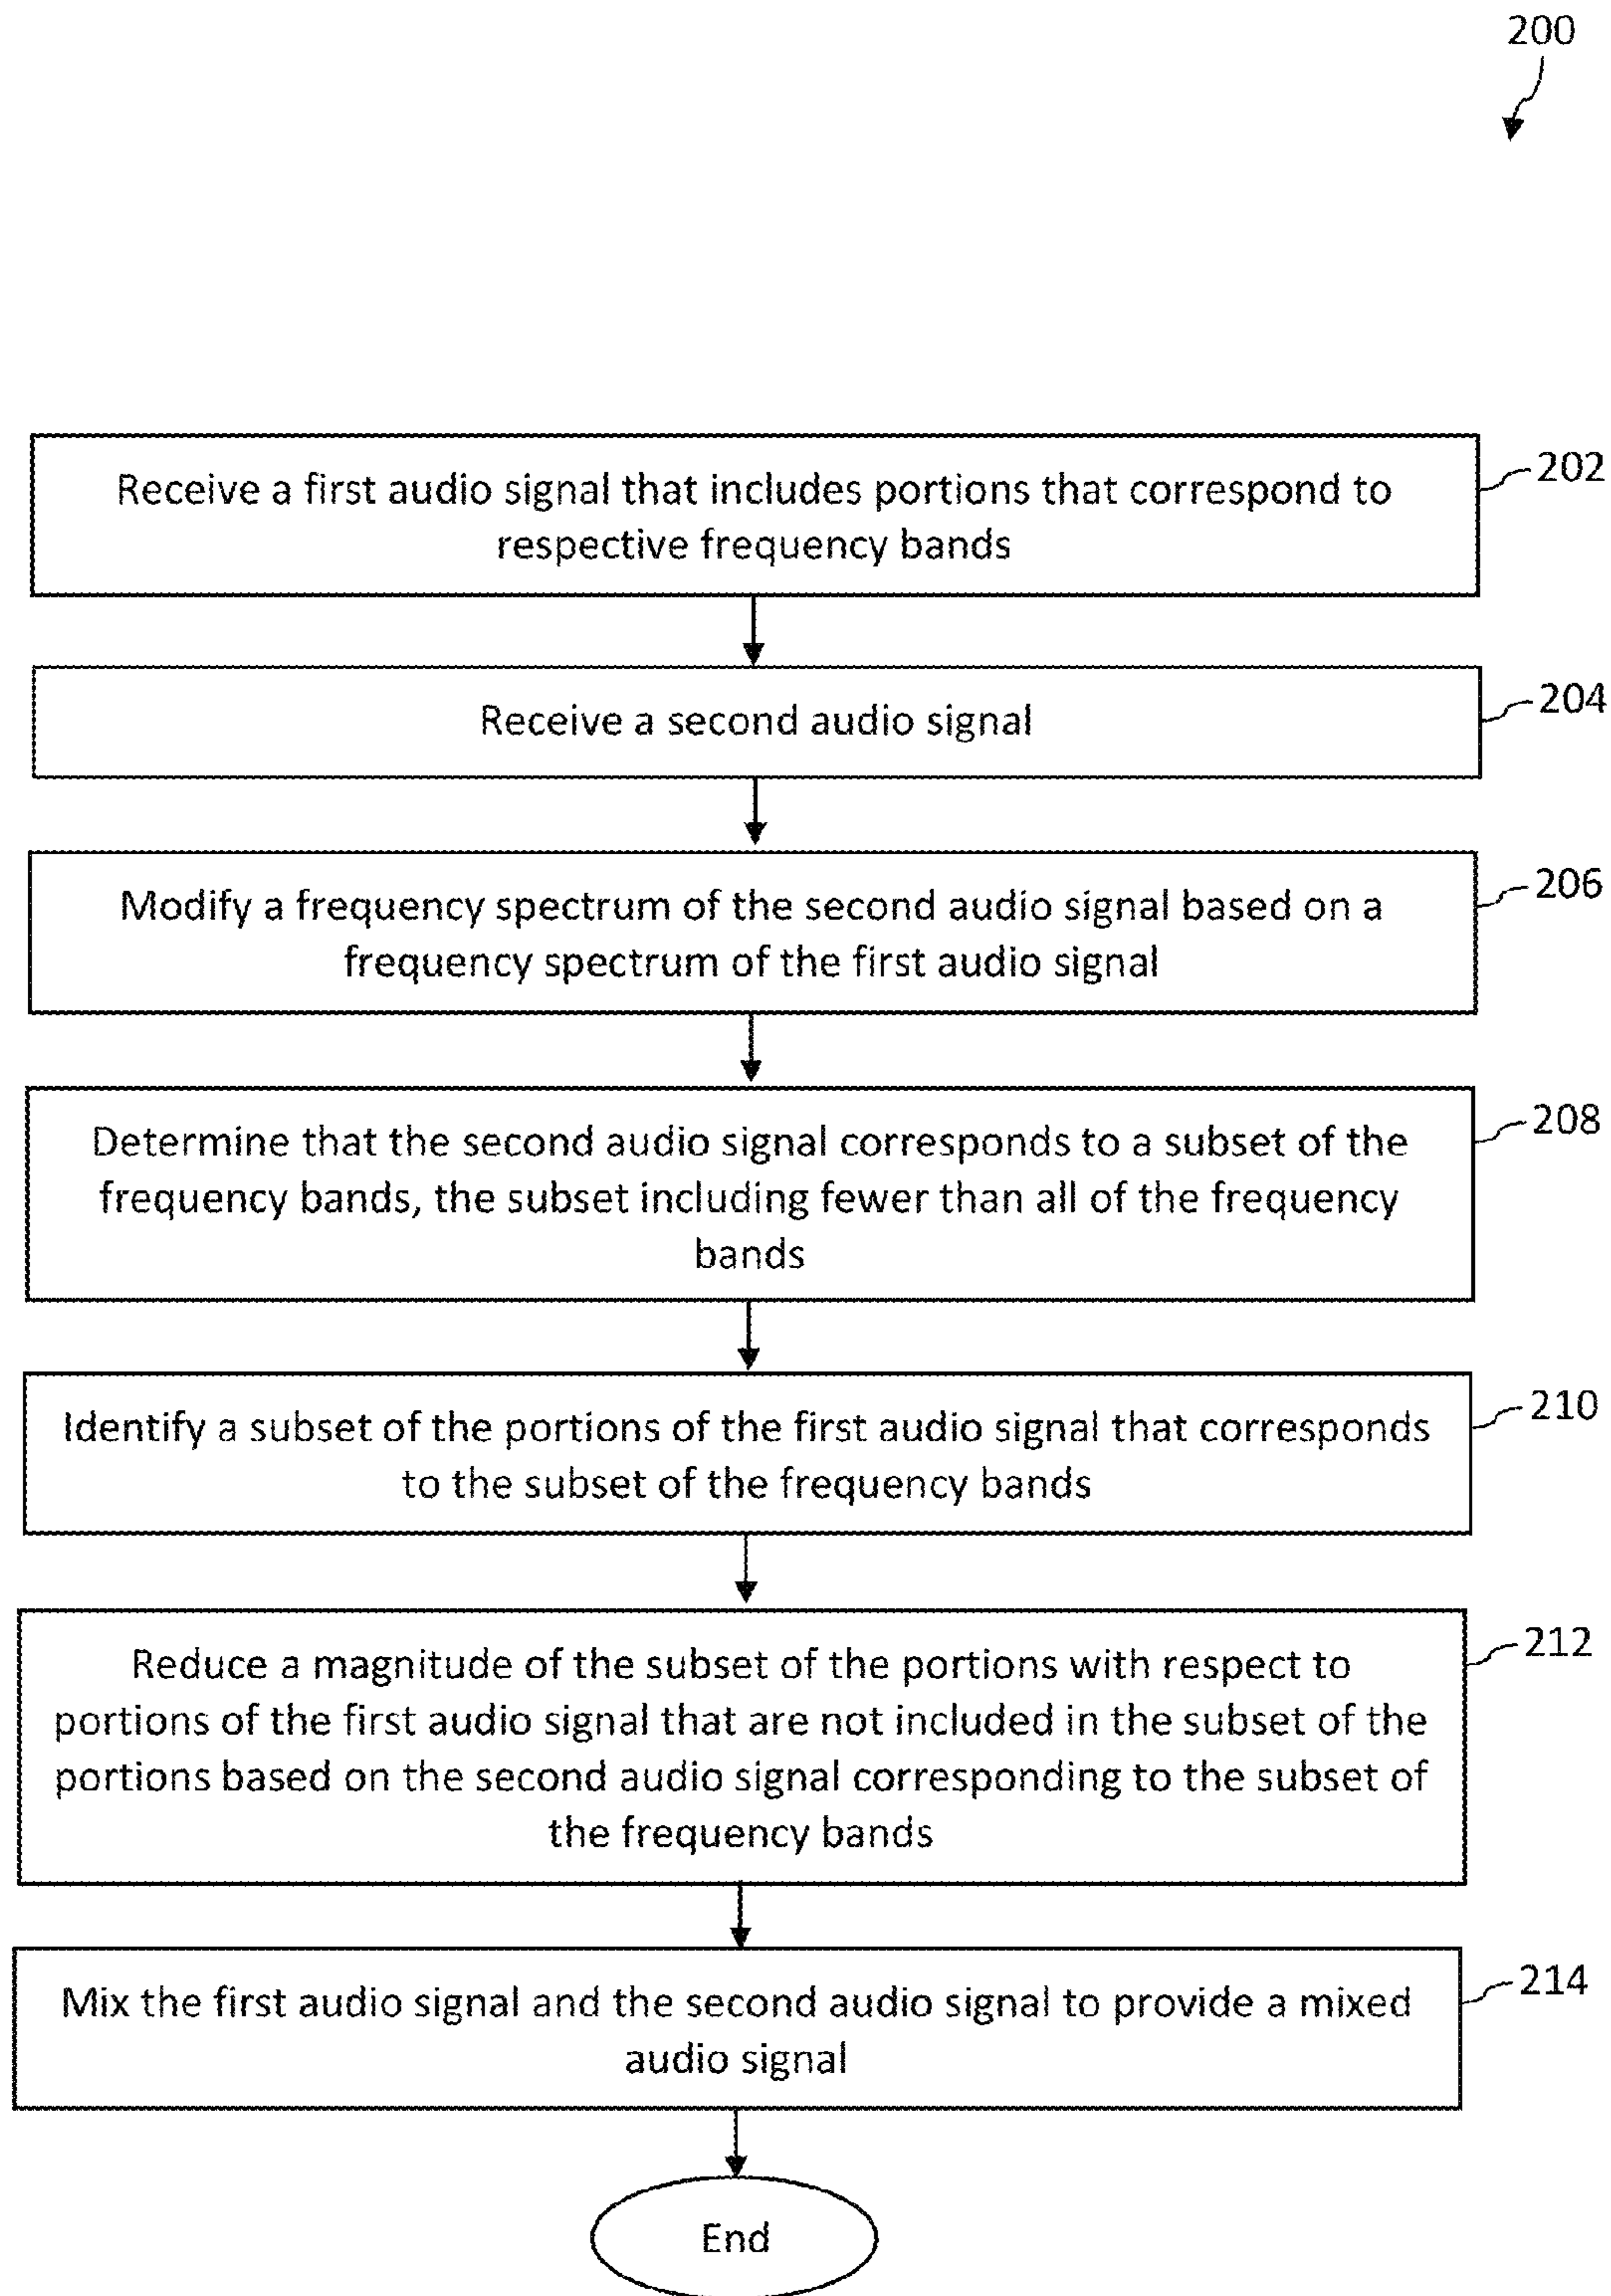 200
Receive a first audio signal that includes portions that correspond to
respective frequency bands
202
Receive a second audio signal
204
Modify a frequency spectrum of the second audio signal based on a
frequency spectrum of the first audio signal
206
Determine that the second audio signal corresponds to a subset of the
frequency bands, the subset including fewer than all of the frequency
bands
208
Identify a subset of the portions of the first audio signal that corresponds
to the subset of the frequency bands
210
Reduce a magnitude of the subset of the portions with respect to
portions of the first audio signal that are not included in the subset of the
portions based on the second audio signal corresponding to the subset of
the frequency bands
212
Mix the first audio signal and the second audio signal to provide a mixed
audio signal
214
End